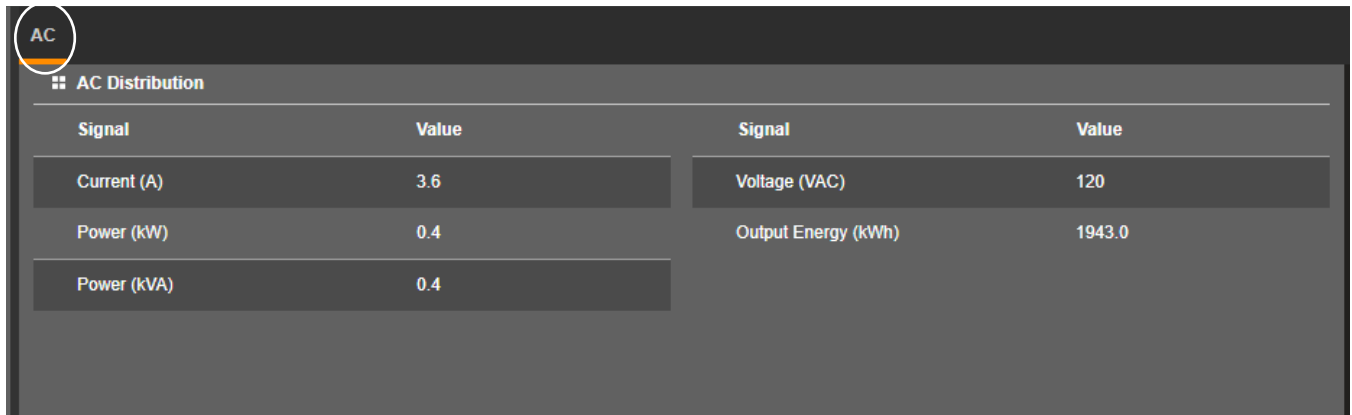 AC
AC Distribution
Signal Value Signal Value
Current (A) 3.6 Voltage (VAC) 120
Power (kW) 0.4 Output Energy (kWh) 1943.0
Power (kVA) 0.4